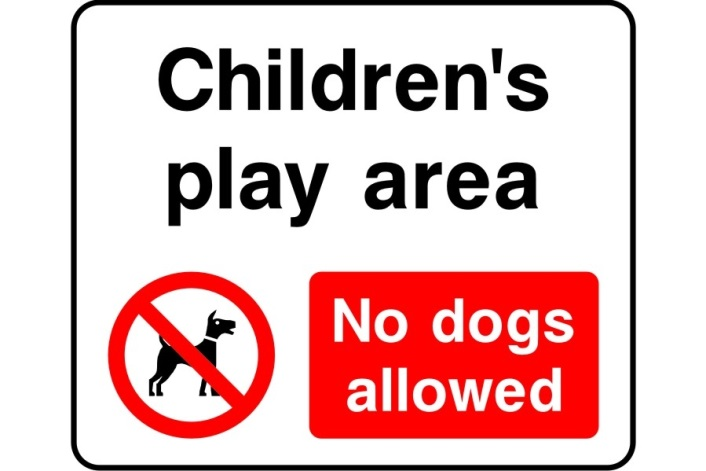 Children's
play area
No dogs
allowed